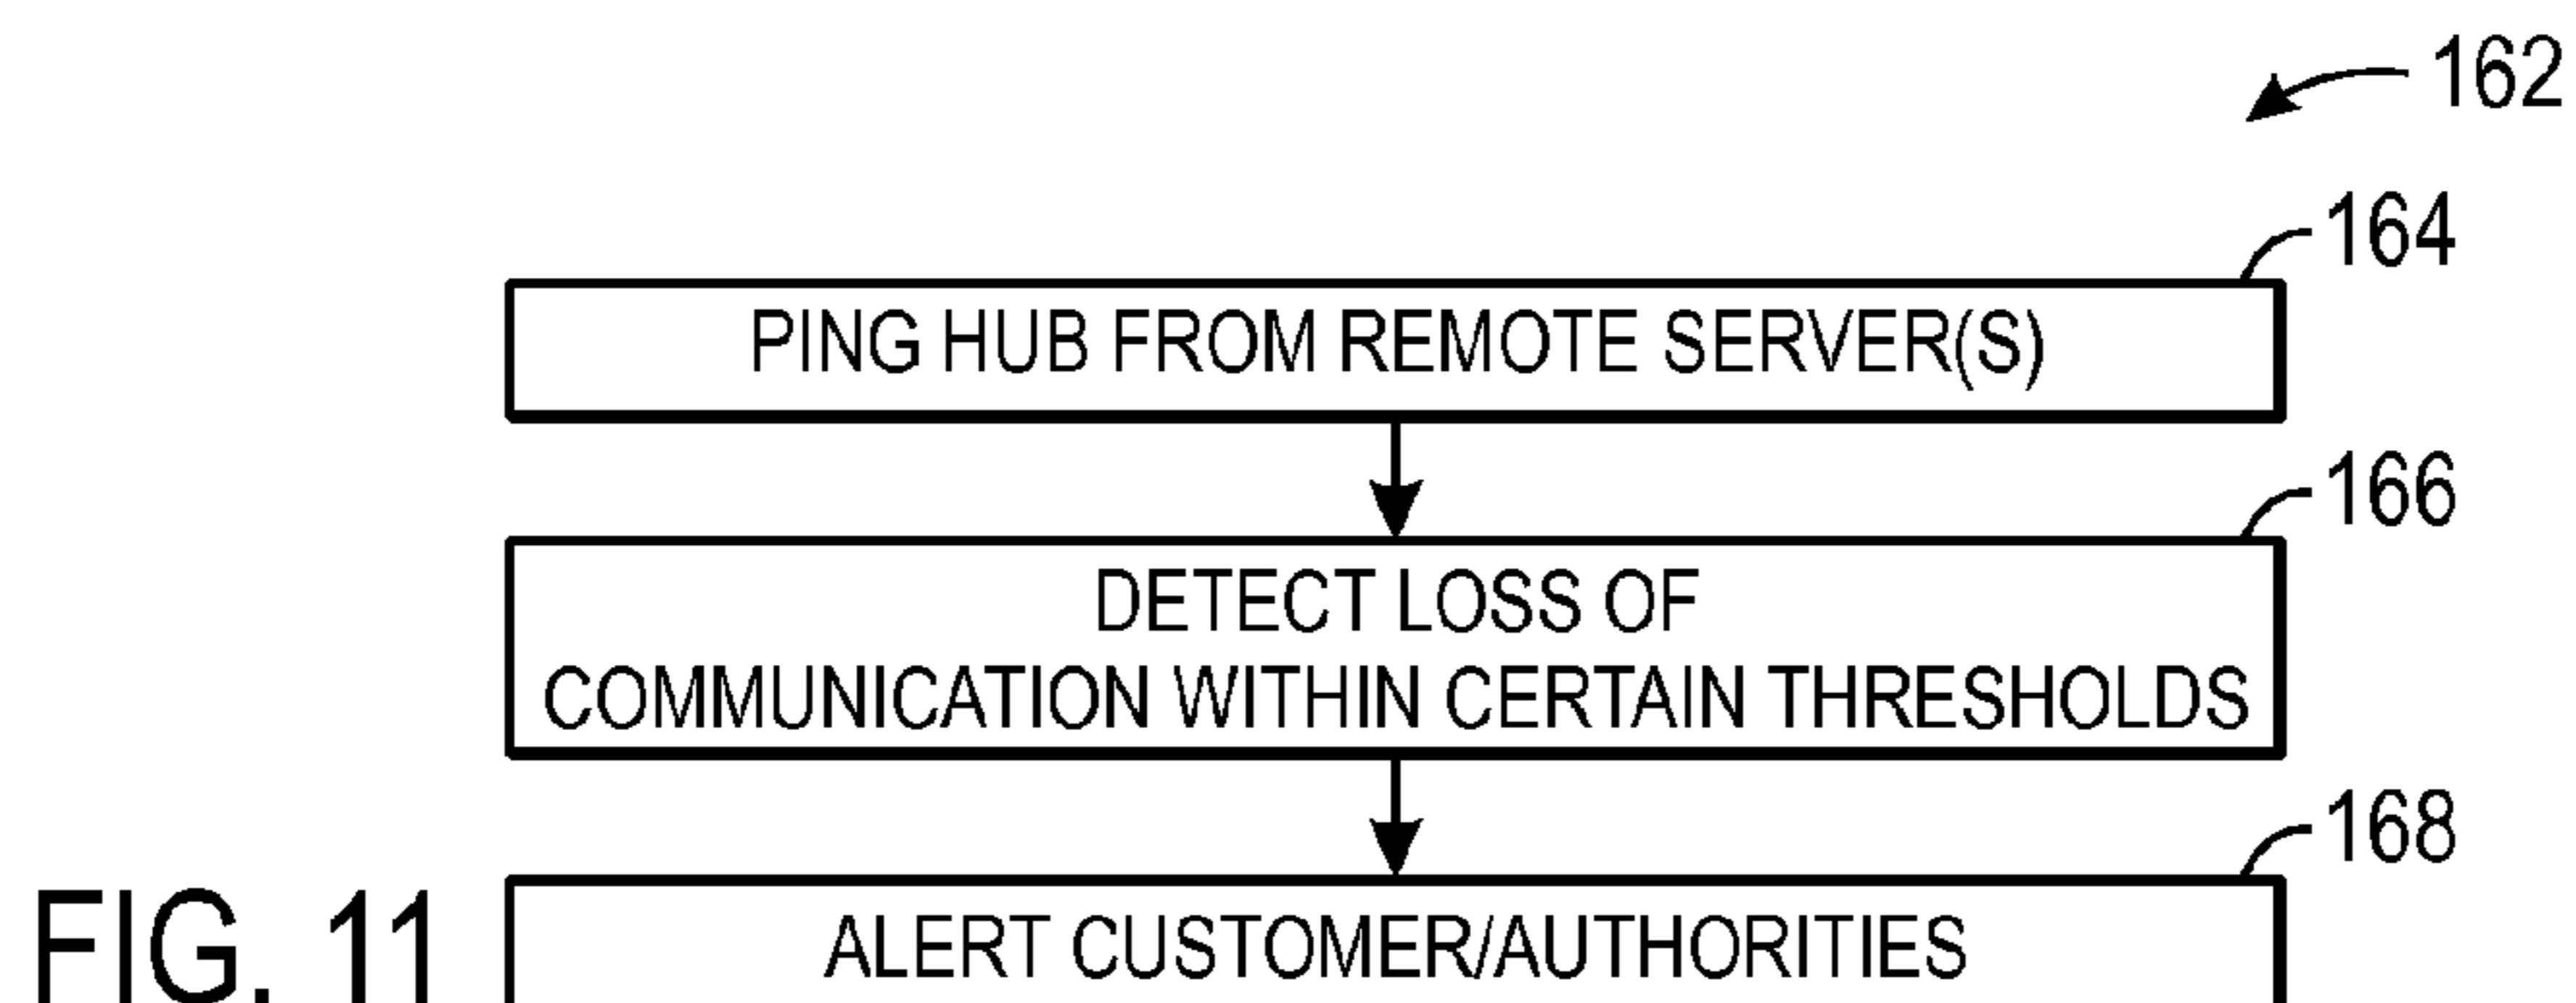 162
164
PING HUB FROM REMOTE SERVER(S)
166
DETECT LOSS OF
COMMUNICATION WITHIN CERTAIN THRESHOLDS
168
ALERT CUSTOMER/AUTHORITIES
FIG. 11